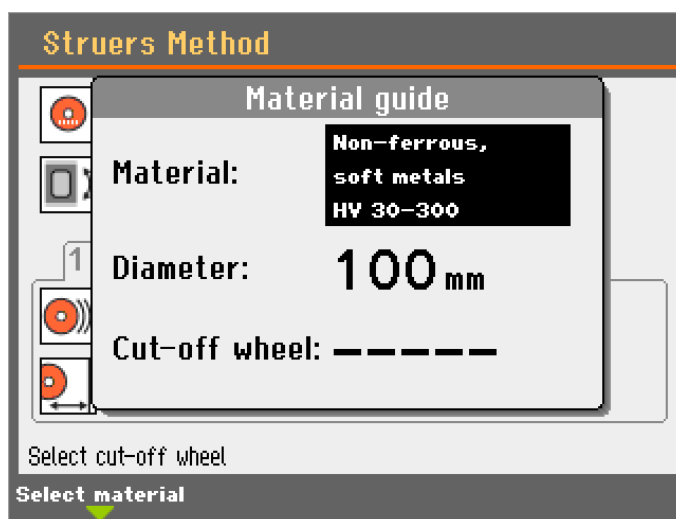 Struers Method
Material guide
Material:
Non-ferrous,
soft metals
HV 30-300
1
Diameter:
100 mm
Cut-off wheel: -----
Select cut-off wheel
Select material